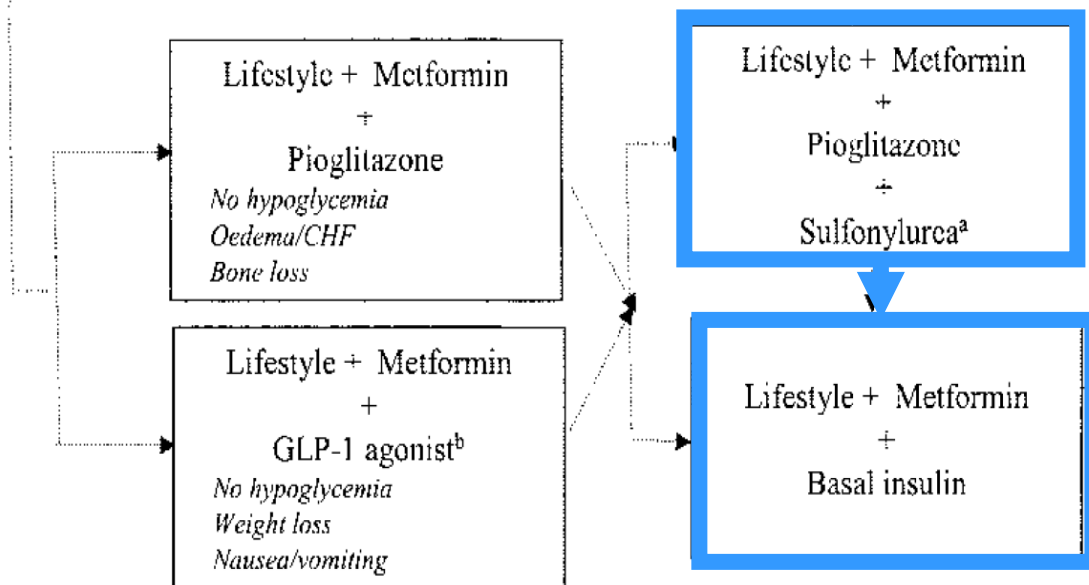 Lifestyle + Metformin
+
Pioglitazone
No hypoglycemia
Oedema/CHF
Bone loss
Lifestyle + Metformin
+
Pioglitazone
+
Sulfonylureaᵃ
Lifestyle + Metformin
+
GLP-1 agonistᵇ
No hypoglycemia
Weight loss
Nausea/vomiting
Lifestyle + Metformin
+
Basal insulin